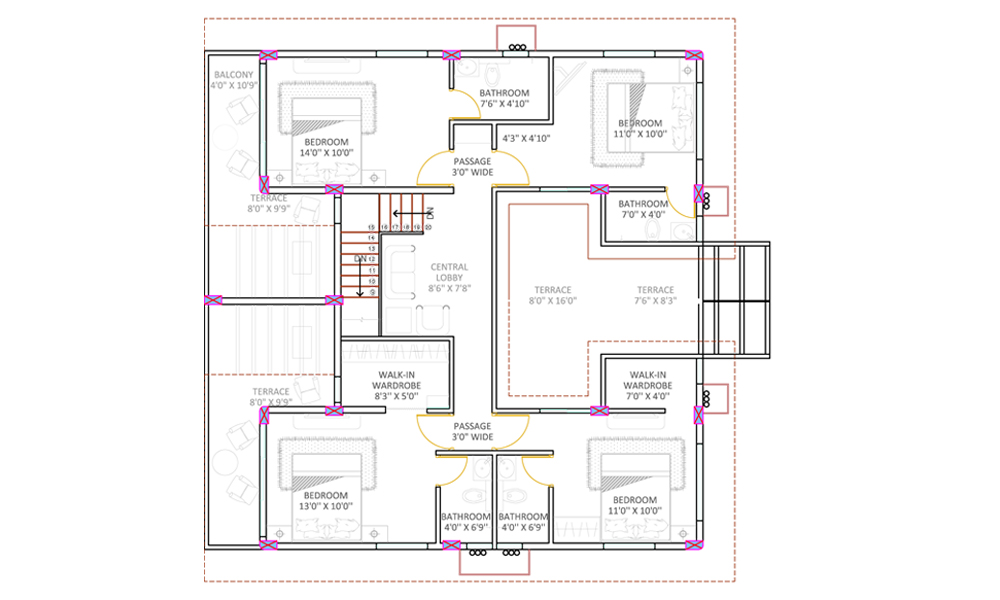 BALCONY
4'0" X 10'9"
BEDROOM
14'0" X 10'0"
BATHROOM
7'6" X 4'10"
4'3" X 4'10"
BEDROOM
11'0" X 10'0"
PASSAGE
3'0" WIDE
TERRACE
8'0" X 9'9"
BATHROOM
7'0" X 4'0"
DN
15 16 17 18 19 20
14
13
12
11
10
9
DN
CENTRAL
LOBBY
8'6" X 7'8"
TERRACE
8'0" X 16'0"
TERRACE
7'6" X 8'3"
WALK-IN
WARDROBE
8'3" X 5'0"
WALK-IN
WARDROBE
7'0" X 4'0"
TERRACE
8'0" X 9'9"
PASSAGE
3'0" WIDE
BEDROOM
13'0" X 10'0"
BATHROOM
4'0" X 6'9"
BATHROOM
4'0" X 6'9"
BEDROOM
11'0" X 10'0"